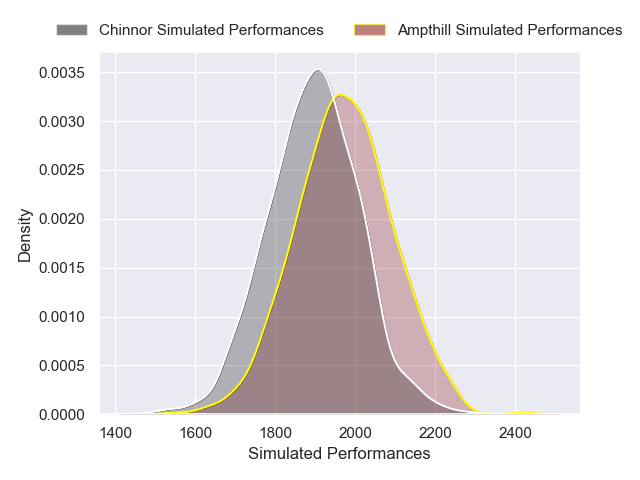 Chinnor Simulated Performances
Ampthill Simulated Performances
0.0035
0.0030
0.0025
0.0020
0.0015
0.0010
0.0005
0.0000
Density
1400 1600 1800 2000 2200 2400
Simulated Performances